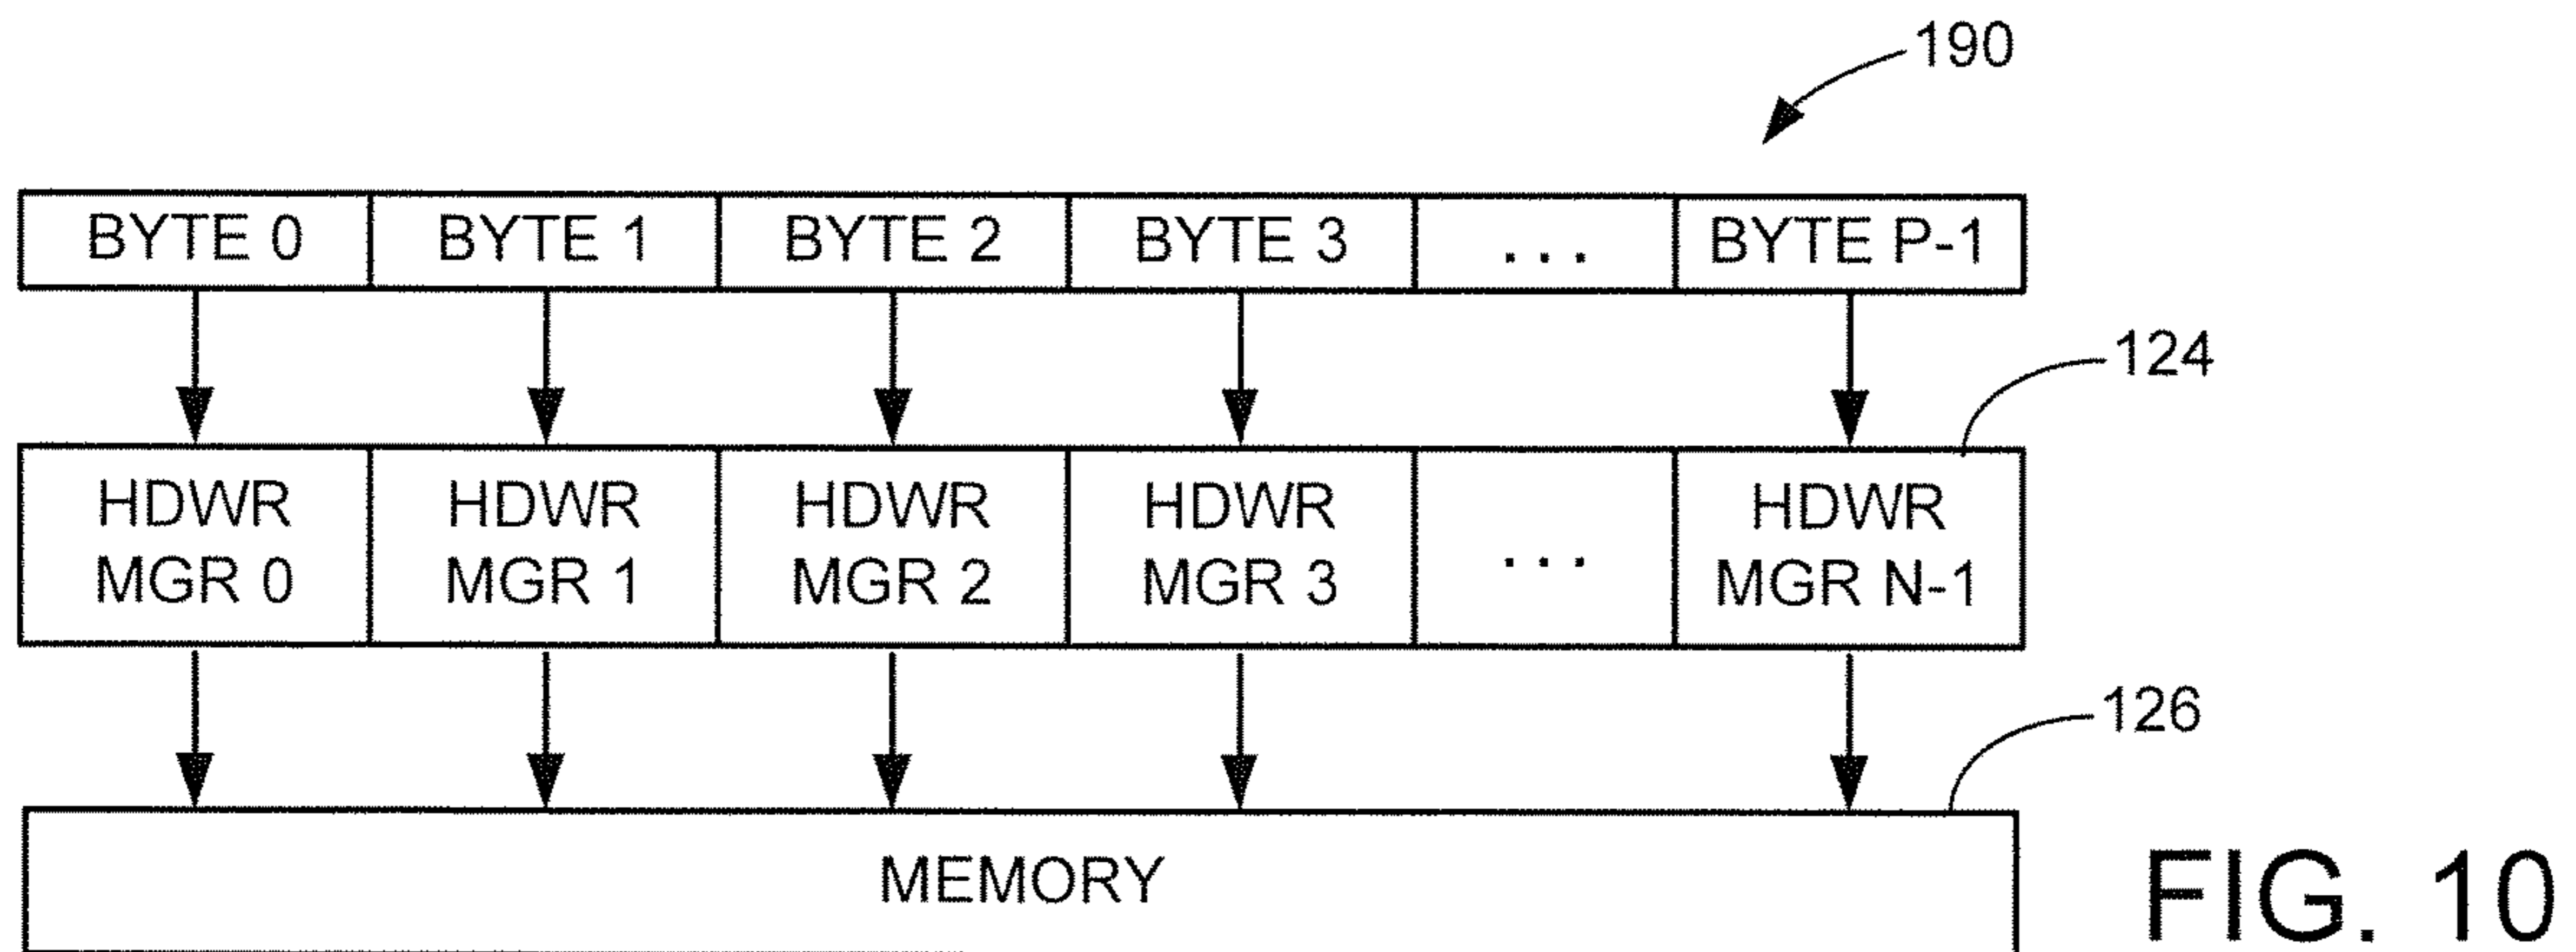 190
BYTE 0 BYTE 1 BYTE 2 BYTE 3 ... BYTE P-1
124
HDWR MGR 0 HDWR MGR 1 HDWR MGR 2 HDWR MGR 3 ... HDWR MGR N-1
126
MEMORY
FIG. 10